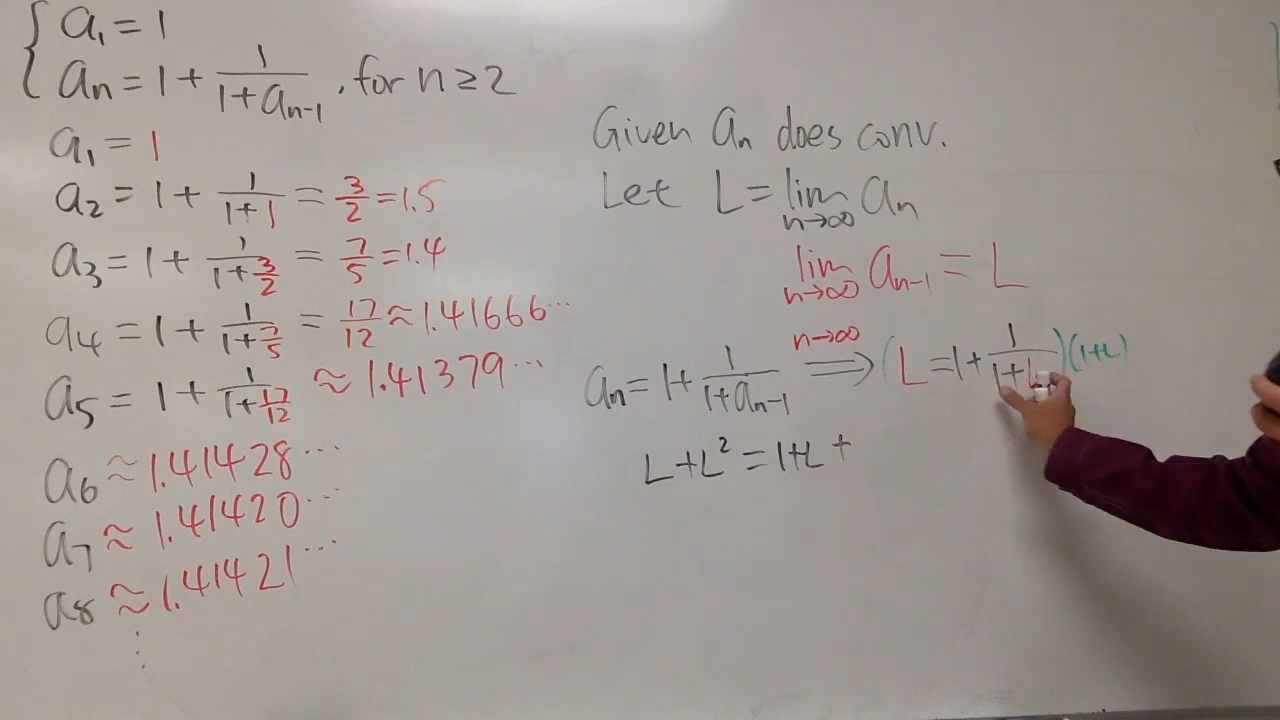 a₁ = 1
aₙ = 1 + 1/(1+aₙ₋₁), for n ≥ 2
a₁ = 1
a₂ = 1 + 1/(1+1) = 3/2 = 1.5
a₃ = 1 + 1/(1+3/2) = 7/5 = 1.4
a₄ = 1 + 1/(1+7/5) = 17/12 ≈ 1.41666...
a₅ = 1 + 1/(1+17/12) ≈ 1.41379...
a₆ ≈ 1.41428...
a₇ ≈ 1.41420...
a₈ ≈ 1.41421...
⋮
Given aₙ does conv.
Let L = lim n→∞ aₙ
lim n→∞ aₙ₋₁ = L
aₙ = 1 + 1/(1+aₙ₋₁) n→∞ ⟹ (L = 1 + 1/(1+L))(1+L)
L + L² = 1+L +